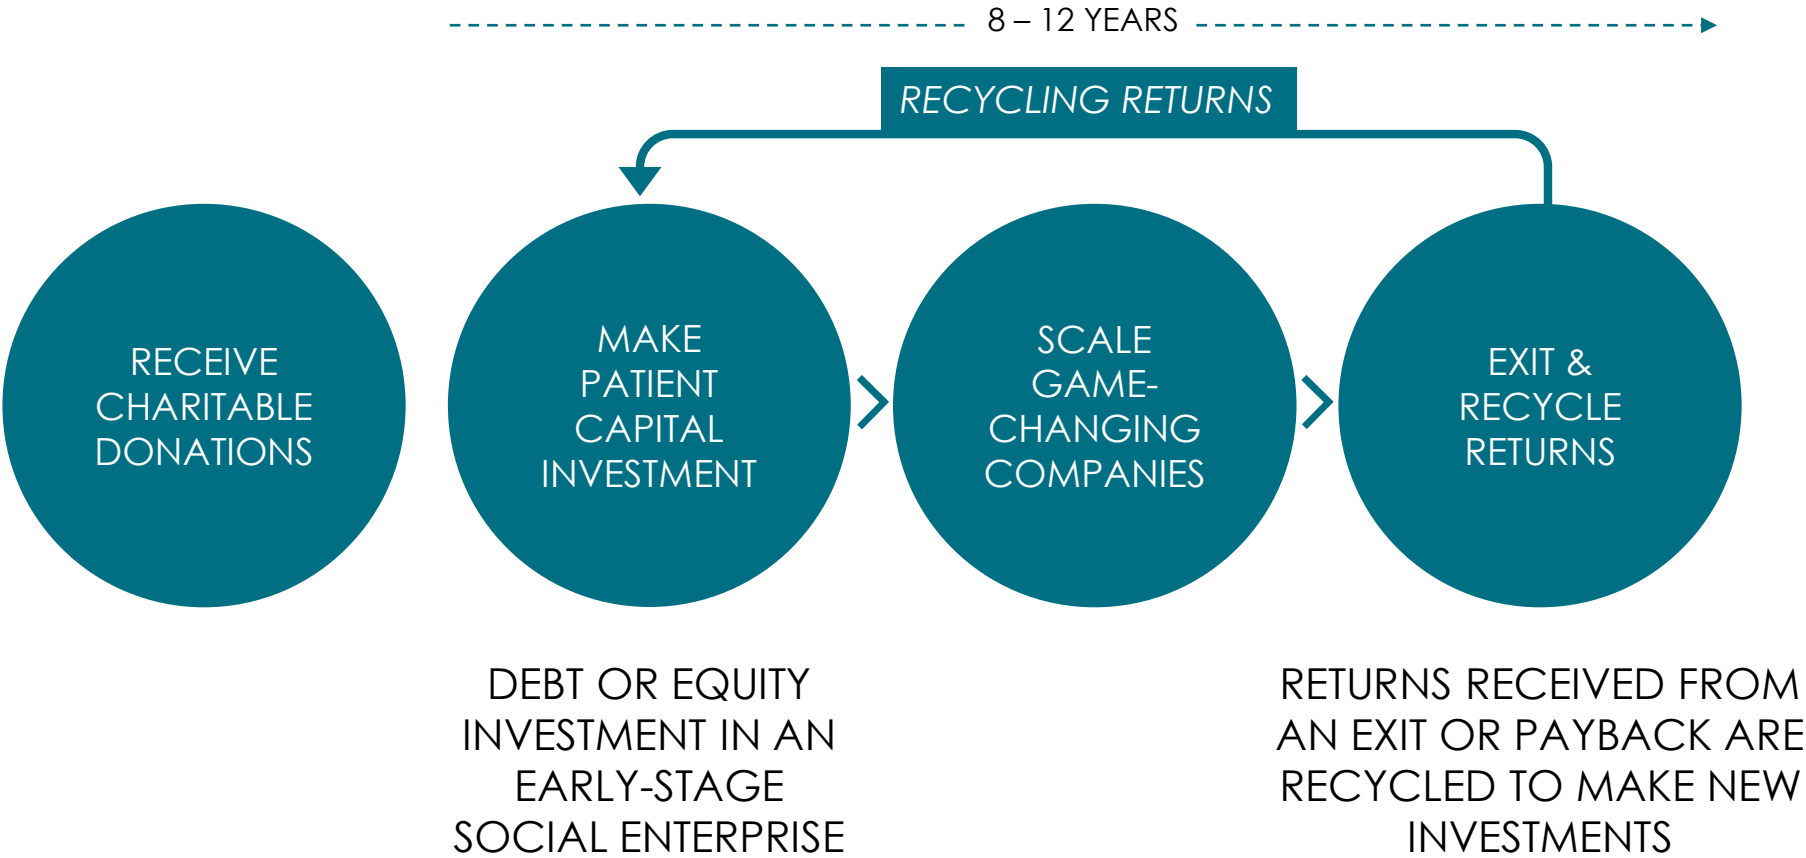 8 – 12 YEARS
RECYCLING RETURNS
RECEIVE
CHARITABLE
DONATIONS
MAKE
PATIENT
CAPITAL
INVESTMENT
SCALE
GAME-
CHANGING
COMPANIES
EXIT &
RECYCLE
RETURNS
DEBT OR EQUITY
INVESTMENT IN AN
EARLY-STAGE
SOCIAL ENTERPRISE
RETURNS RECEIVED FROM
AN EXIT OR PAYBACK ARE
RECYCLED TO MAKE NEW
INVESTMENTS